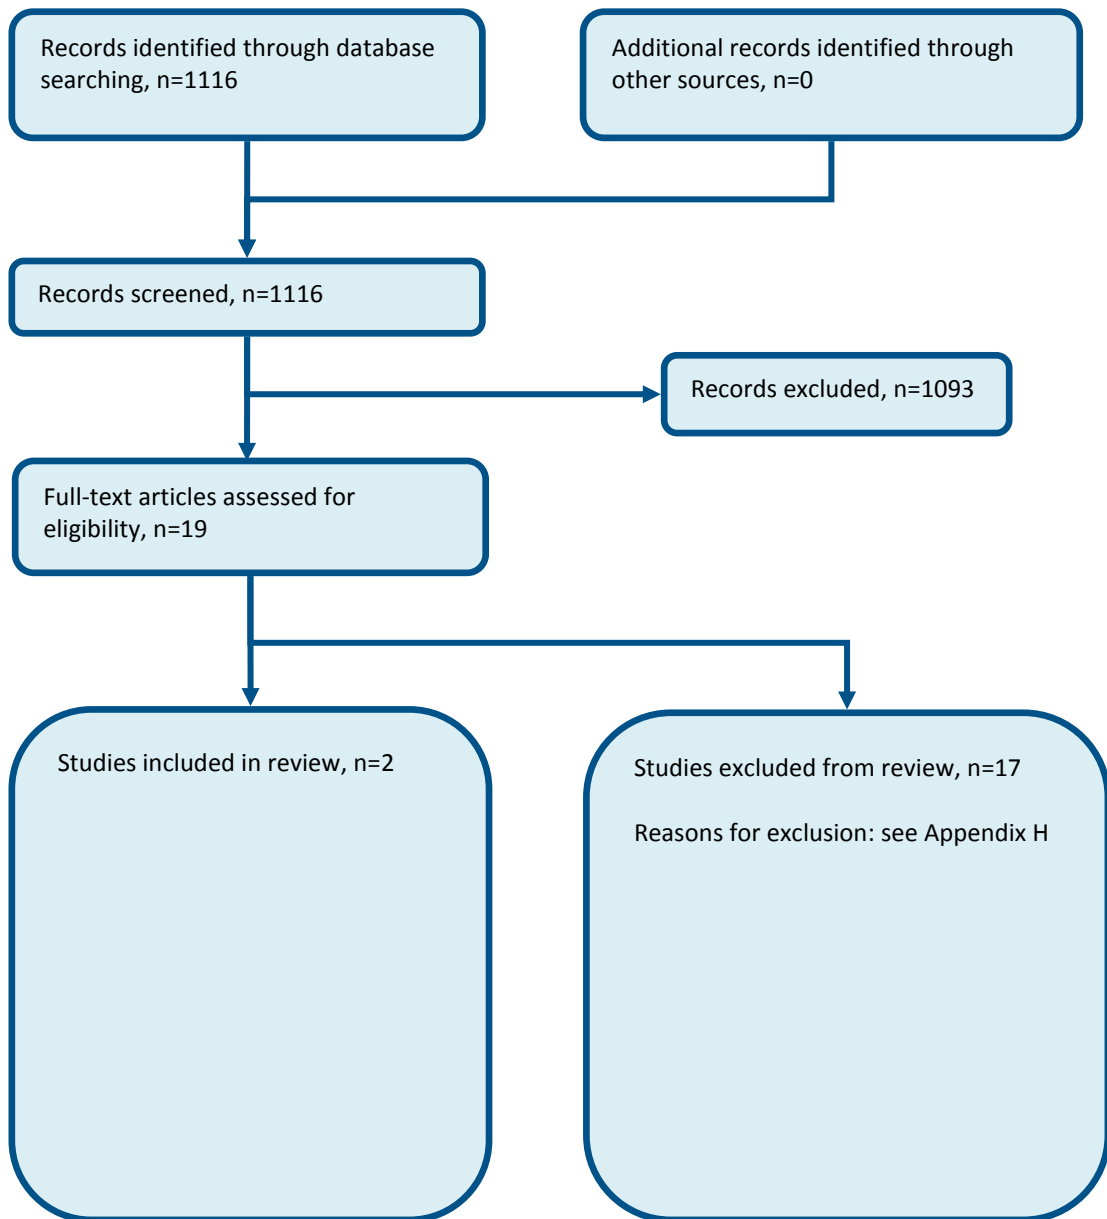 Records identified through database
searching, n=1116
Additional records identified through
other sources, n=0
Records screened, n=1116
Records excluded, n=1093
Full-text articles assessed for
eligibility, n=19
Studies included in review, n=2
Studies excluded from review, n=17
Reasons for exclusion: see Appendix H